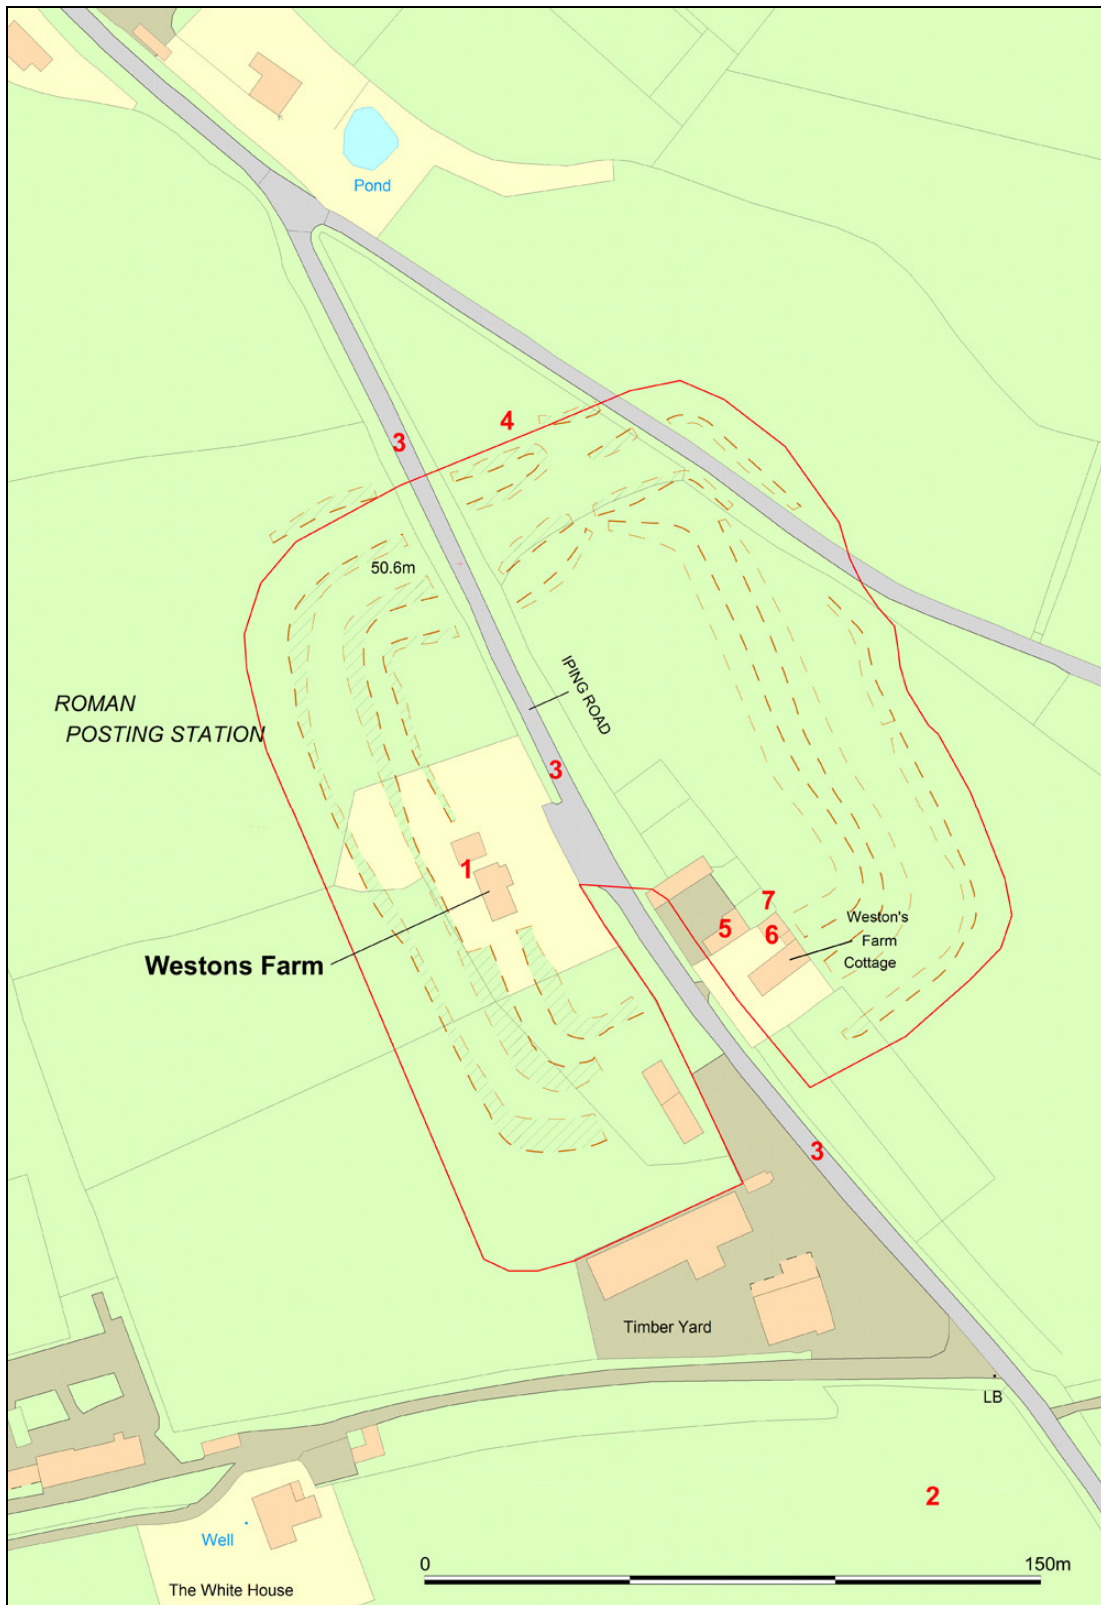 Pond
4
3
50.6m
IPING ROAD
ROMAN
POSTING STATION
3
1
7
5
6
Weston's
Farm
Cottage
Westons Farm
3
Timber Yard
LB
2
Well
The White House
0
150m